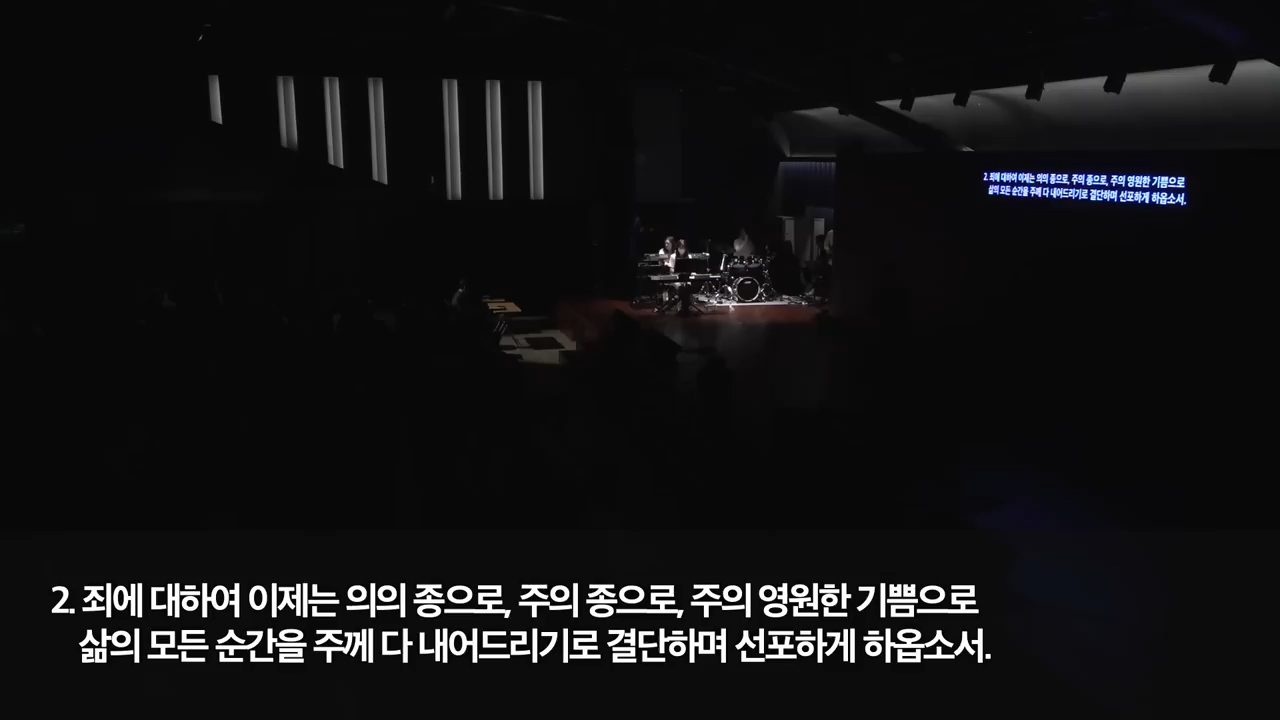 2. 죄에 대하여 이제는 의의 종으로, 주의 종으로, 주의 영원한 기쁨으로
삶의 모든 순간을 주께 다 내어드리기로 결단하며 선포하게 하옵소서.
2. 죄에 대하여 이제는 의의 종으로, 주의 종으로, 주의 영원한 기쁨으로
삶의 모든 순간을 주께 다 내어드리기로 결단하며 선포하게 하옵소서.